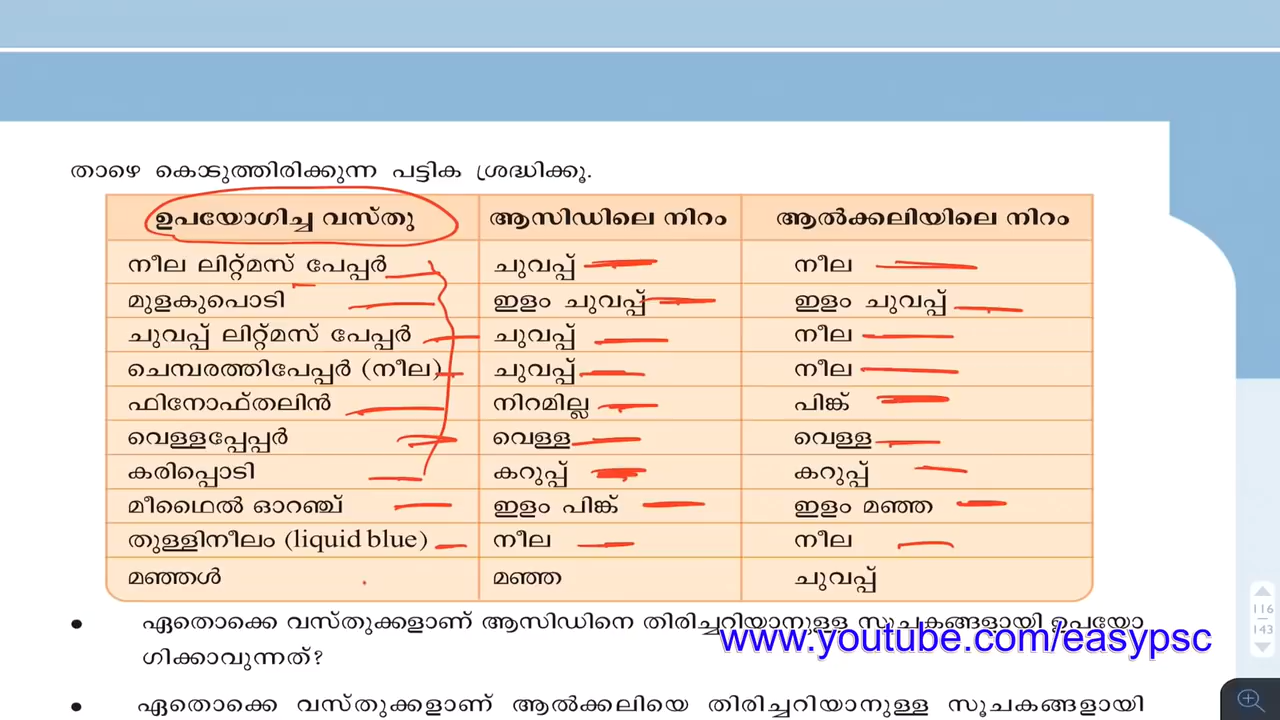 താഴെ കൊടുത്തിരിക്കുന്ന പട്ടിക ശ്രദ്ധിക്കൂ.
ഉപയോഗിച്ച വസ്തു ആസിഡിലെ നിറം ആൽക്കലിയിലെ നിറം
നീല ലിറ്റ്മസ് പേപ്പർ ചുവപ്പ് നീല
മുളകുപൊടി ഇളം ചുവപ്പ് ഇളം ചുവപ്പ്
ചുവപ്പ് ലിറ്റ്മസ് പേപ്പർ ചുവപ്പ് നീല
ചെമ്പരത്തിപേപ്പർ (നീല) ചുവപ്പ് നീല
ഫിനോഫ്തലിൻ നിറമില്ല പിങ്ക്
വെള്ളപ്പേപ്പർ വെള്ള വെള്ള
കരിപ്പൊടി കറുപ്പ് കറുപ്പ്
മീഥൈൽ ഓറഞ്ച് ഇളം പിങ്ക് ഇളം മഞ്ഞ
തുള്ളിനീലം (liquid blue) നീല നീല
മഞ്ഞൾ മഞ്ഞ ചുവപ്പ്
• ഏതൊക്കെ വസ്തുക്കളാണ് ആസിഡിനെ തിരിച്ചറിയാനുള്ള സൂചകങ്ങളായി ഉപയോ
ഗിക്കാവുന്നത്?
www.youtube.com/easypsc
• ഏതൊക്കെ വസ്തുക്കളാണ് ആൽക്കലിയെ തിരിച്ചറിയാനുള്ള സൂചകങ്ങളായി
116
143